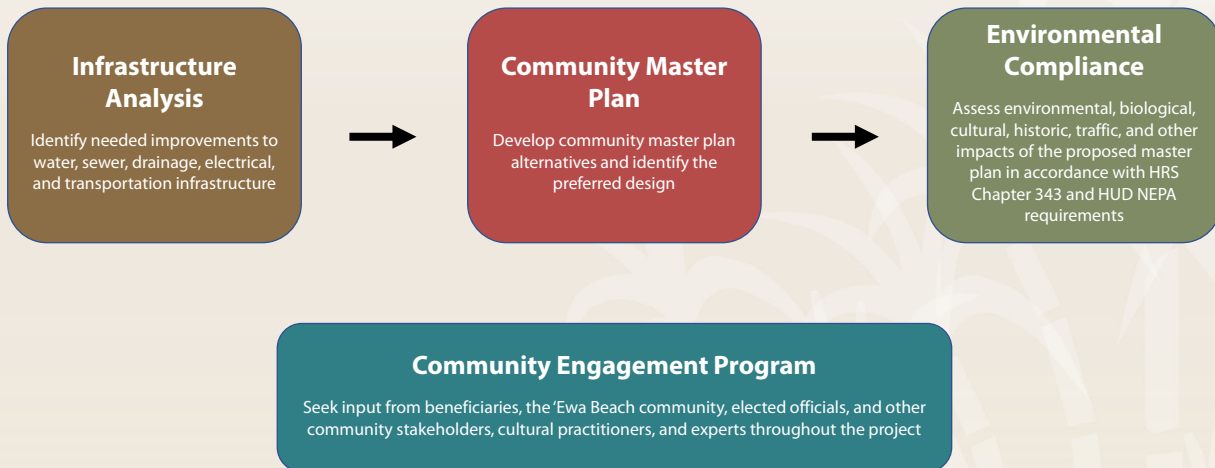 Infrastructure
Analysis
Identify needed improvements to
water, sewer, drainage, electrical,
and transportation infrastructure
Community Master
Plan
Develop community master plan
alternatives and identify the
preferred design
Environmental
Compliance
Assess environmental, biological,
cultural, historic, traffic, and other
impacts of the proposed master
plan in accordance with HRS
Chapter 343 and HUD NEPA
requirements
Community Engagement Program
Seek input from beneficiaries, the ‘Ewa Beach community, elected officials, and other
community stakeholders, cultural practitioners, and experts throughout the project